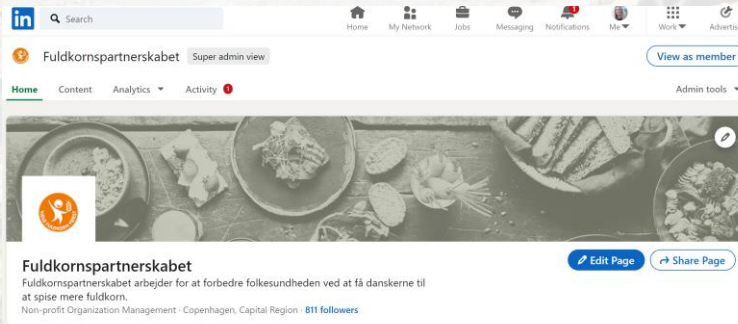 in Search
Home My Network Jobs Messaging Notifications Me Work Advertis
Fuldkornspartnerskabet Super admin view View as member
Home Content Analytics Activity 1 Admin tools
Fuldkornspartnerskabet
Edit Page Share Page
Fuldkornspartnerskabet arbejder for at forbedre folkesundheden ved at få danskerne til
at spise mere fuldkorn.
Non-profit Organization Management · Copenhagen, Capital Region · 811 followers